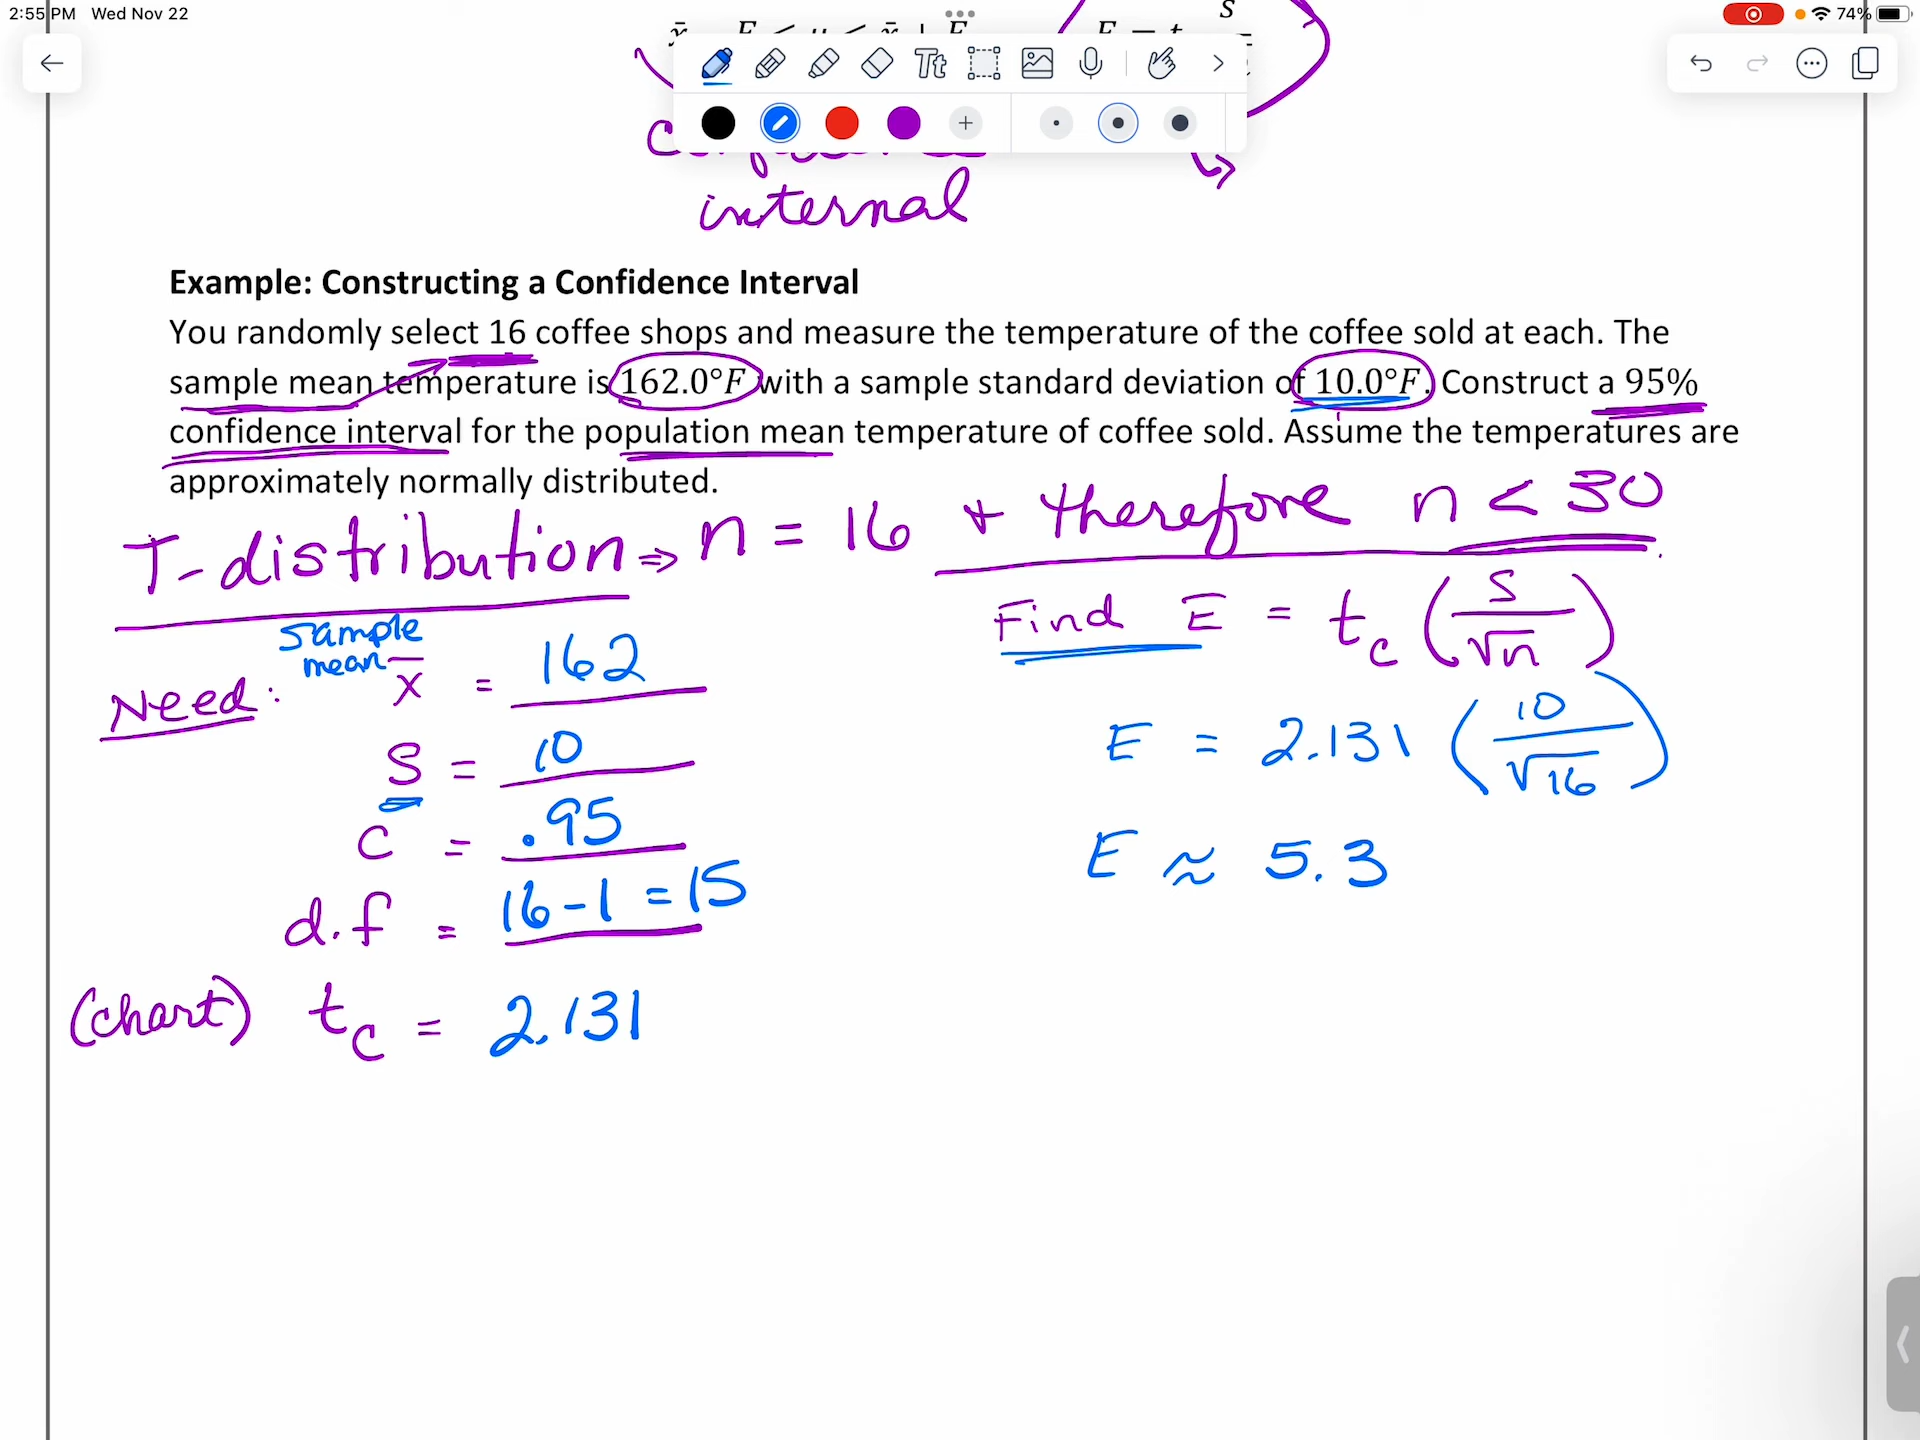 2:55 PM Wed Nov 22
74%
Tt
internal
Example: Constructing a Confidence Interval
You randomly select 16 coffee shops and measure the temperature of the coffee sold at each. The
sample mean temperature is 162.0°F with a sample standard deviation of 10.0°F. Construct a 95%
confidence interval for the population mean temperature of coffee sold. Assume the temperatures are
approximately normally distributed.
T-distribution ⇒ n = 16 + therefore n < 30
Find E = t_c (S/√n)
sample
mean
Need: x̄ = 162
E = 2.131 (10/√16)
S = 10
C = .95
E ≈ 5.3
d.f = 16-1 = 15
(chart) t_c = 2.131